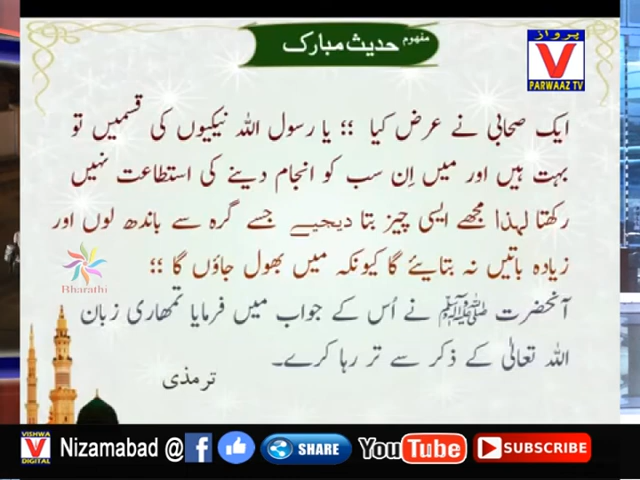 مفهوم حدیث مبارک
پرواز
V
PARWAAZ TV
ایک صحابی نے عرض کیا ؛؛ یا رسول اللہ نیکیوں کی قسمیں تو
بہت ہیں اور میں اِن سب کو انجام دینے کی استطاعت نہیں
رکھتا لہذا مجھے ایسی چیز بتا دیجیے جسے گرہ سے باندھ لوں اور
زیادہ باتیں نہ بتایئے گا کیونکہ میں بھول جاؤں گا ؛؛
Bharathi
آنحضرت ﷺ نے اُس کے جواب میں فرمایا تمھاری زبان
اللہ تعالیٰ کے ذکر سے تر رہا کرے۔
ترمذی
VISHWA
V
DIGITAL
Nizamabad @ f SHARE YouTube SUBSCRIBE